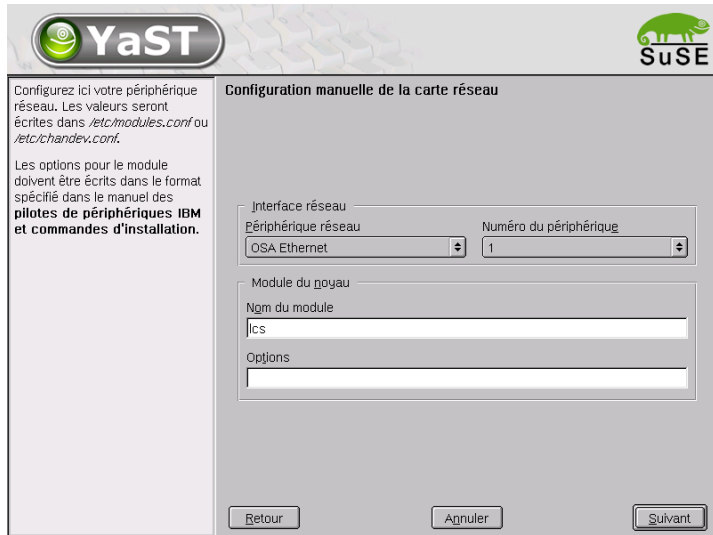 YaST
SuSE
Configurez ici votre périphérique
réseau. Les valeurs seront
écrites dans /etc/modules.conf ou
/etc/chandev.conf.
Les options pour le module
doivent être écrits dans le format
spécifié dans le manuel des
pilotes de périphériques IBM
et commandes d'installation.
Configuration manuelle de la carte réseau
Interface réseau
Périphérique réseau
Numéro du périphérique
OSA Ethernet
1
Module du noyau
Nom du module
lcs
Options
Retour
Annuler
Suivant